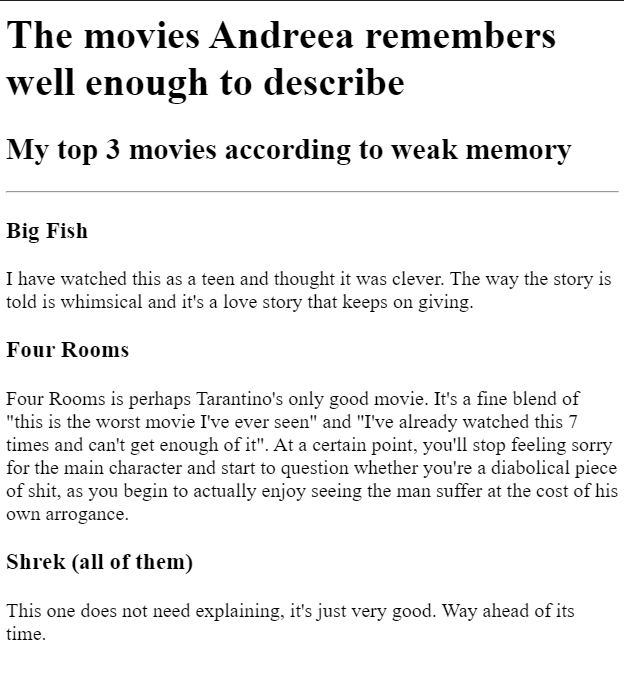 The movies Andreea remembers
well enough to describe
My top 3 movies according to weak memory
Big Fish
I have watched this as a teen and thought it was clever. The way the story is
told is whimsical and it's a love story that keeps on giving.
Four Rooms
Four Rooms is perhaps Tarantino's only good movie. It's a fine blend of
"this is the worst movie I've ever seen" and "I've already watched this 7
times and can't get enough of it". At a certain point, you'll stop feeling sorry
for the main character and start to question whether you're a diabolical piece
of shit, as you begin to actually enjoy seeing the man suffer at the cost of his
own arrogance.
Shrek (all of them)
This one does not need explaining, it's just very good. Way ahead of its
time.